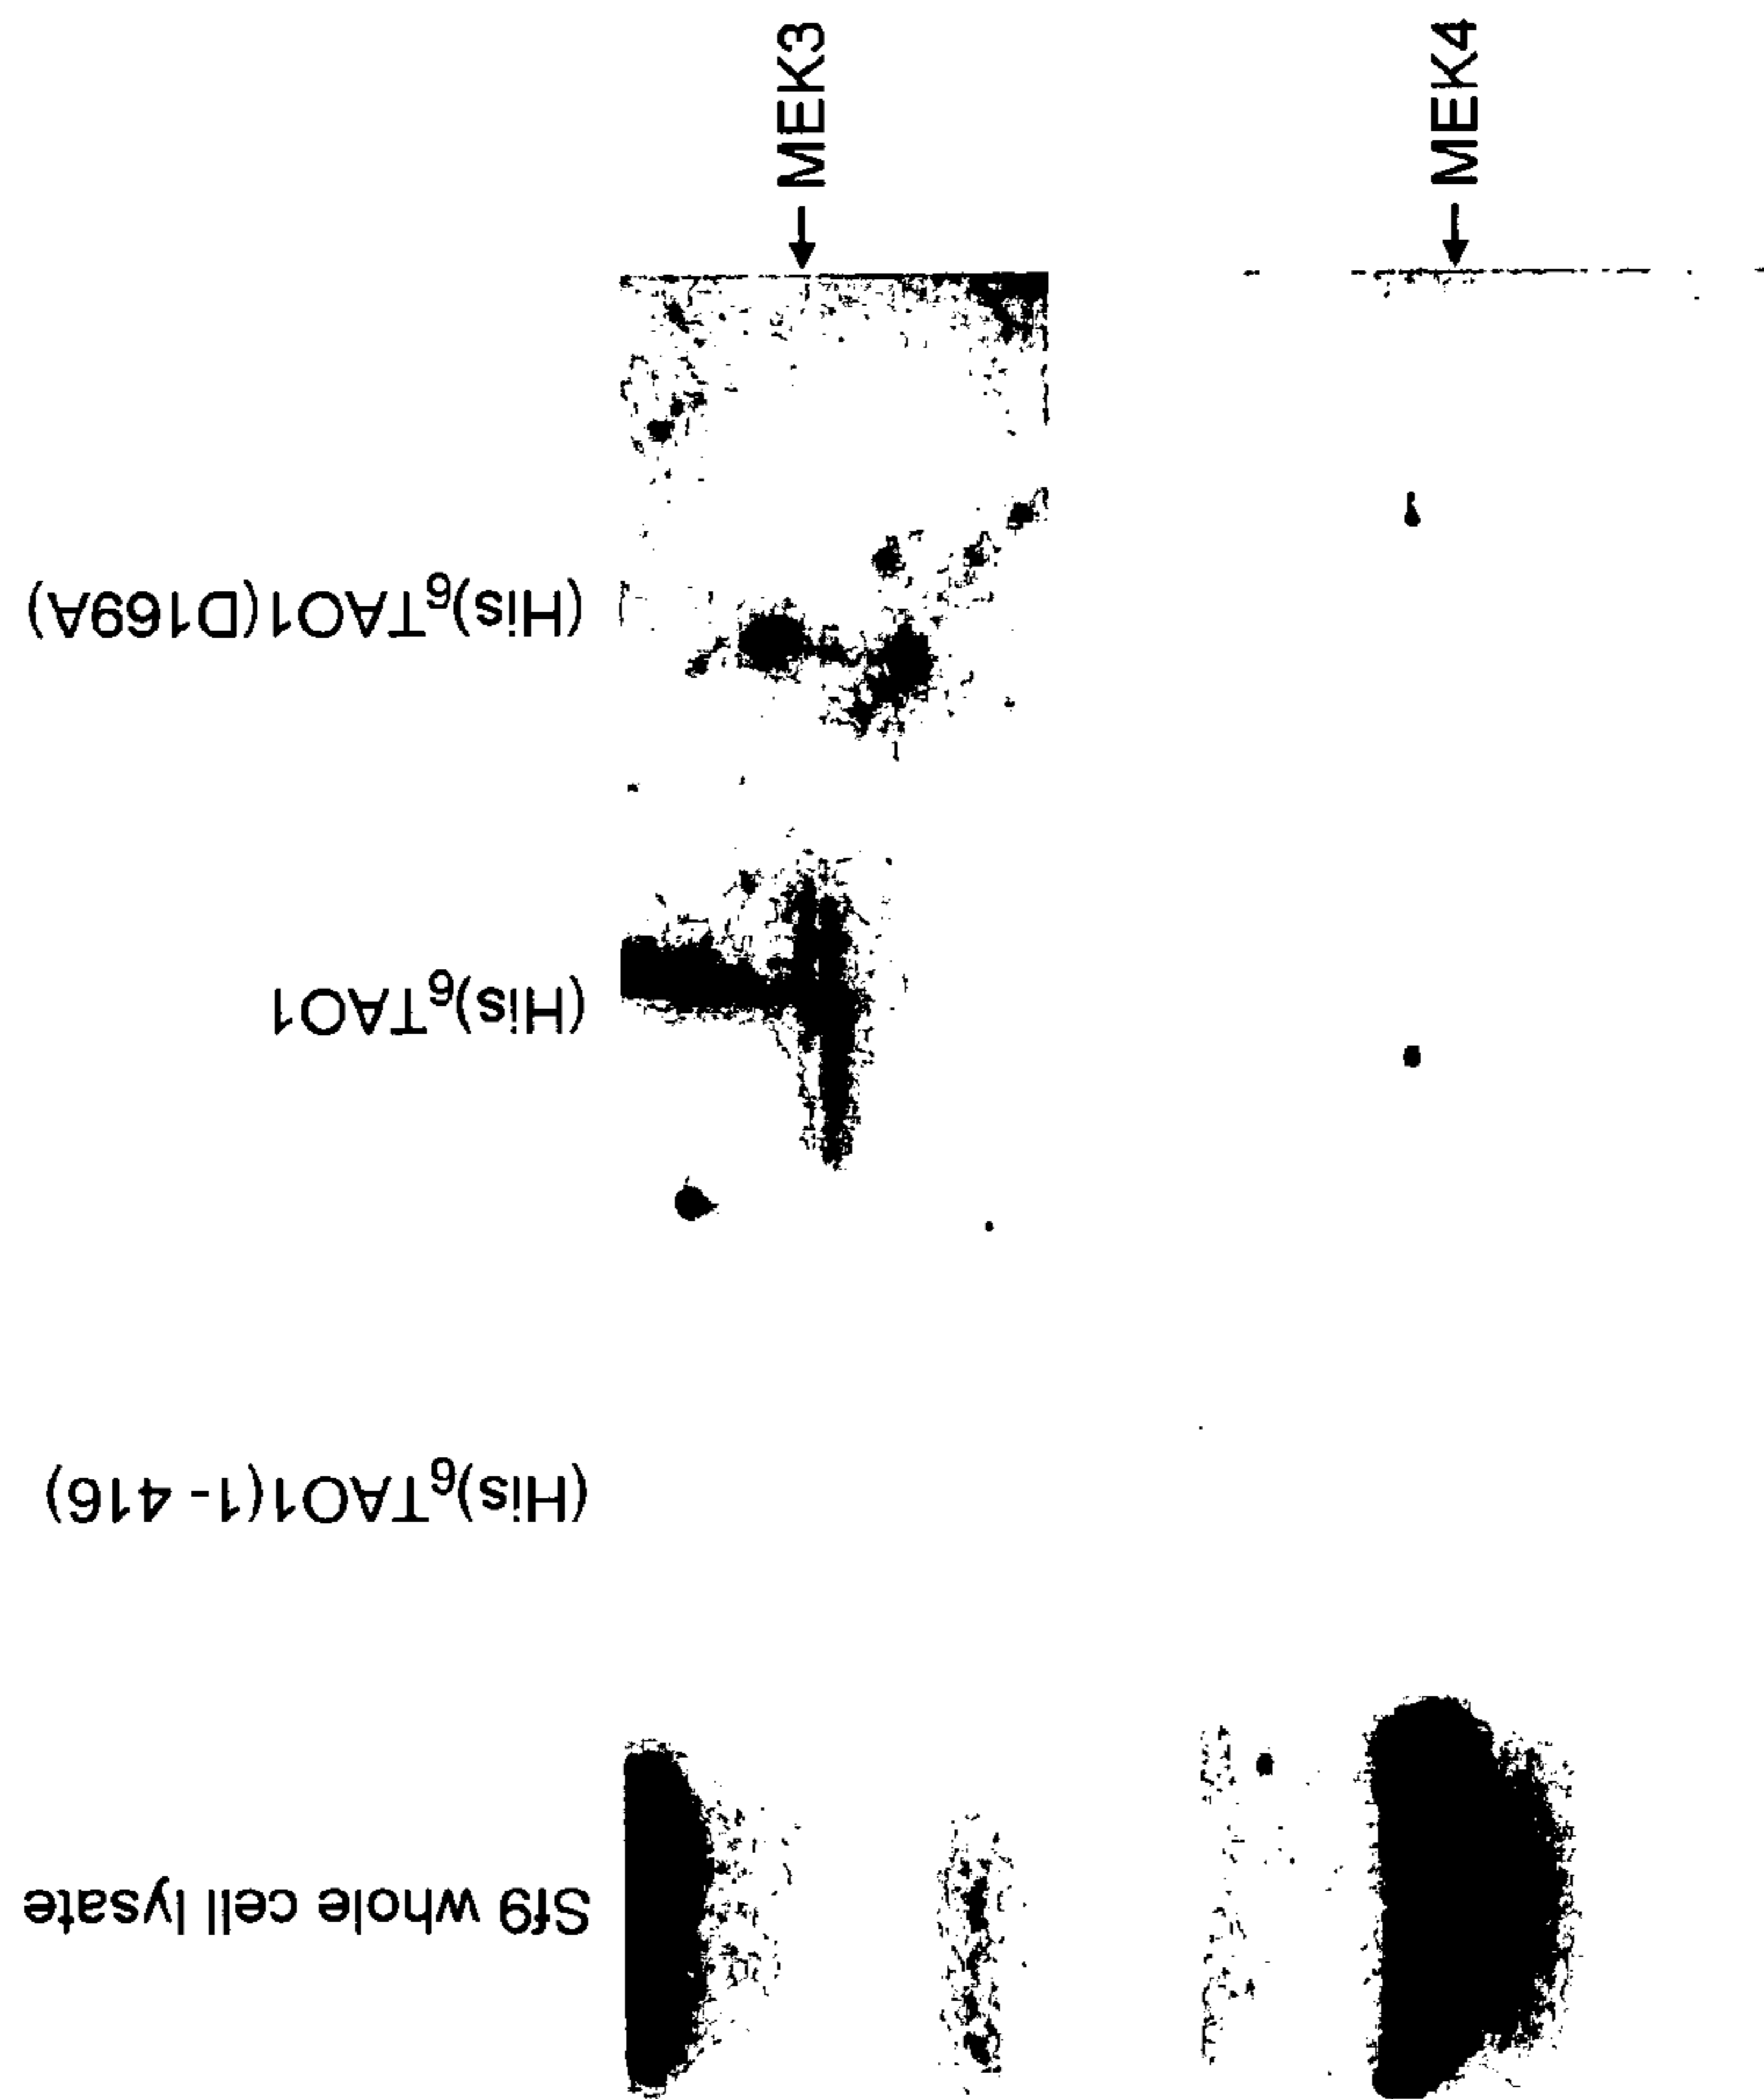 Sf9 whole cell lysate
(His)6TAO1(1- 416)
(His)6TAO1
(His)6TAO1(D169A)
MEK3
MEK4